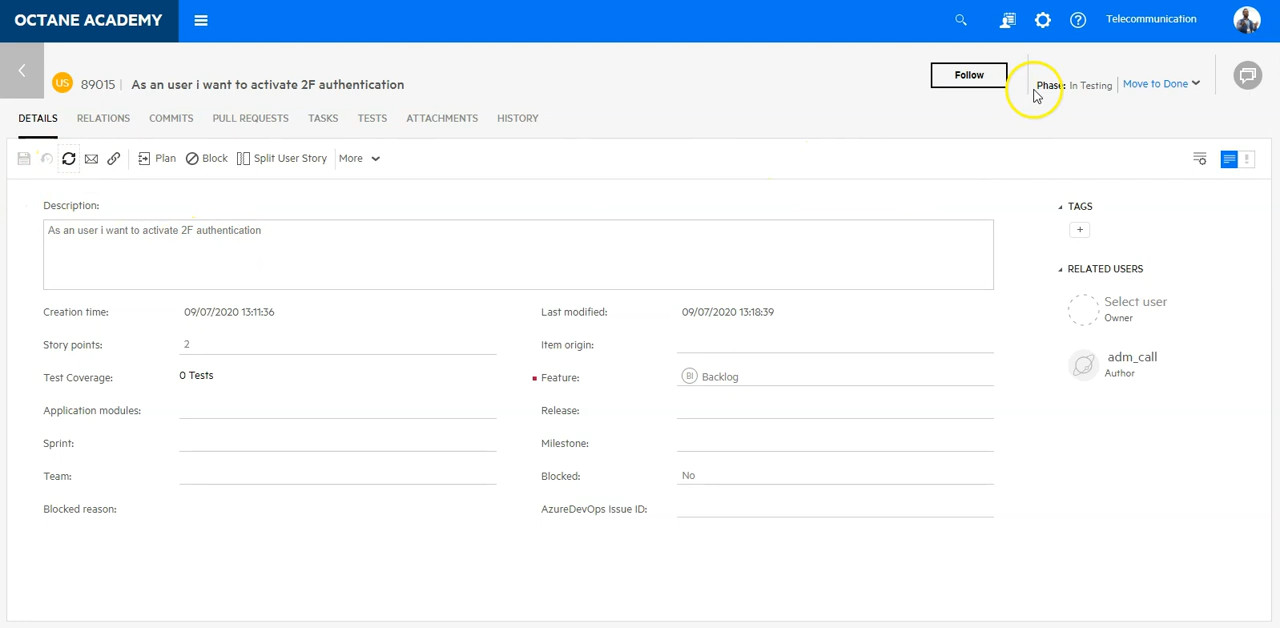 OCTANE ACADEMY
Telecommunication
US 89015 | As an user i want to activate 2F authentication
Follow
Phase: In Testing
Move to Done
DETAILS RELATIONS COMMITS PULL REQUESTS TASKS TESTS ATTACHMENTS HISTORY
Plan Block Split User Story More
Description:
As an user i want to activate 2F authentication
Creation time: 09/07/2020 13:11:36
Last modified: 09/07/2020 13:18:39
Story points: 2
Item origin:
Test Coverage: 0 Tests
Feature: BI Backlog
Application modules:
Release:
Sprint:
Milestone:
Team:
Blocked: No
Blocked reason:
AzureDevOps Issue ID:
TAGS
+
RELATED USERS
Select user
Owner
adm_call
Author